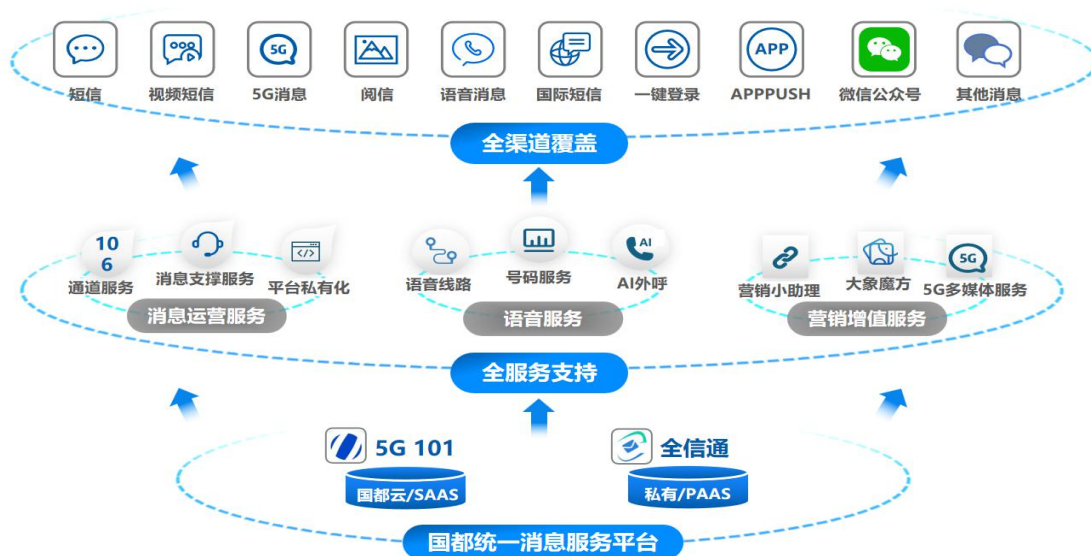 5G
APP
短信
视频短信
5G消息
阅信
语音消息
国际短信
一键登录
APPPUSH
微信公众号
其他消息
全渠道覆盖
10
6
通道服务
消息支撑服务
</>
平台私有化
消息运营服务
语音线路
号码服务
AI
AI外呼
语音服务
营销小助理
大象魔方
5G
5G多媒体服务
营销增值服务
全服务支持
5G 101
国都云/SAAS
全信通
私有/PAAS
国都统一消息服务平台